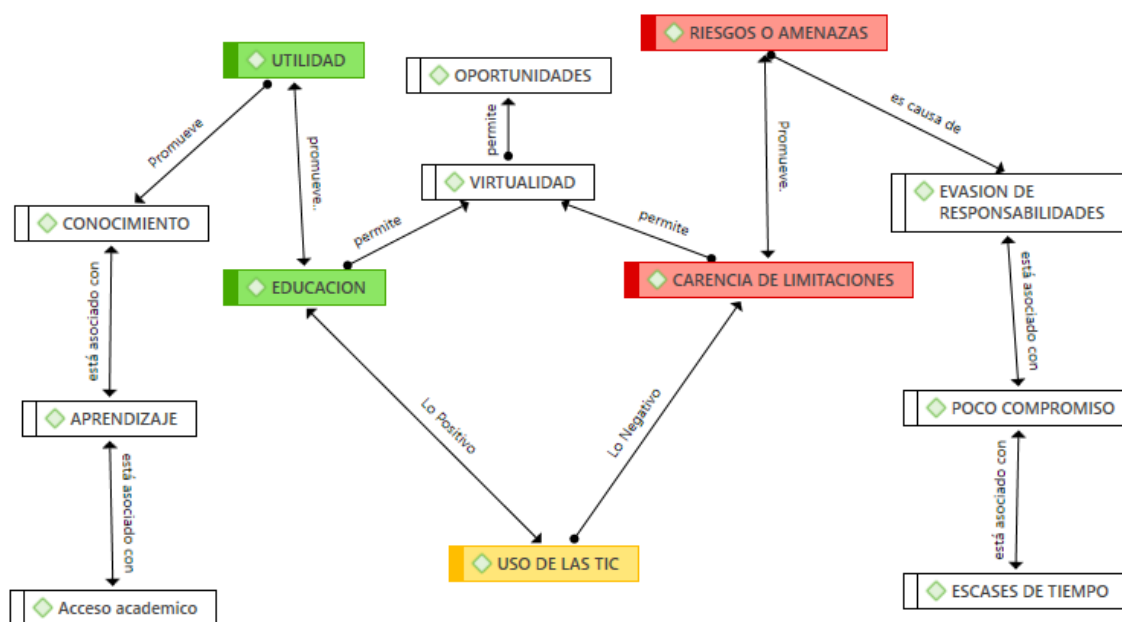 RIESGOS O AMENAZAS
UTILIDAD
OPORTUNIDADES
es causa de
permite
Promueve
promueve..
Promueve.
VIRTUALIDAD
EVASION DE
RESPONSABILIDADES
CONOCIMIENTO
permite
permite
EDUCACION
CARENCIA DE LIMITACIONES
está asociado con
está asociado con
APRENDIZAJE
Lo Positivo
Lo Negativo
POCO COMPROMISO
está asociado con
está asociado con
USO DE LAS TIC
ESCASES DE TIEMPO
Acceso academico